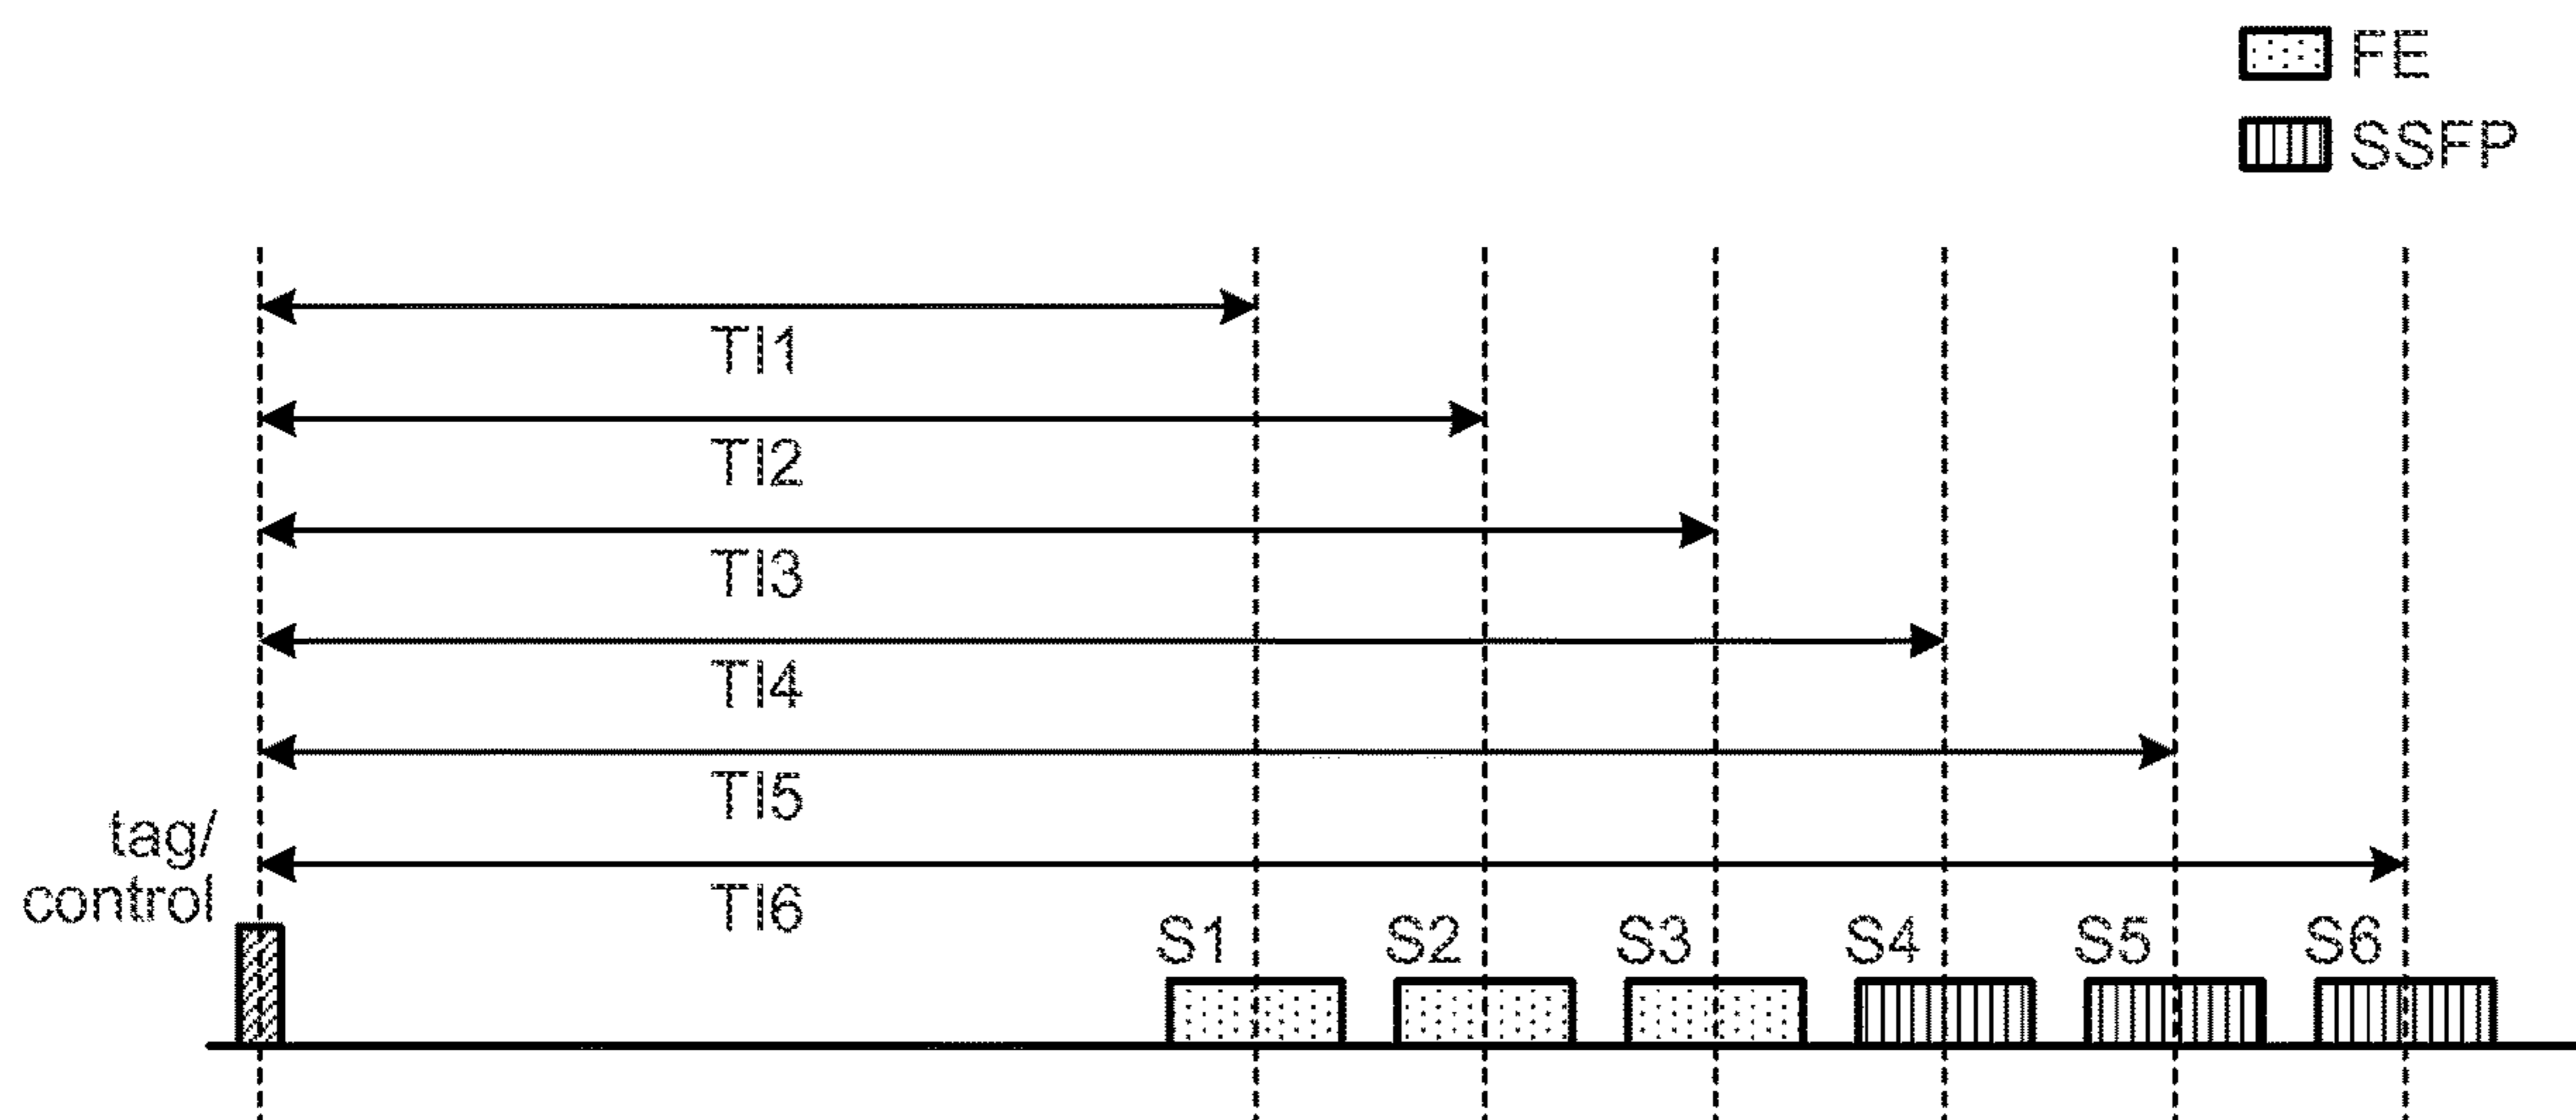 FE
SSFP
TI1
TI2
TI3
TI4
TI5
tag/
control
TI6
S1 S2 S3 S4 S5 S6